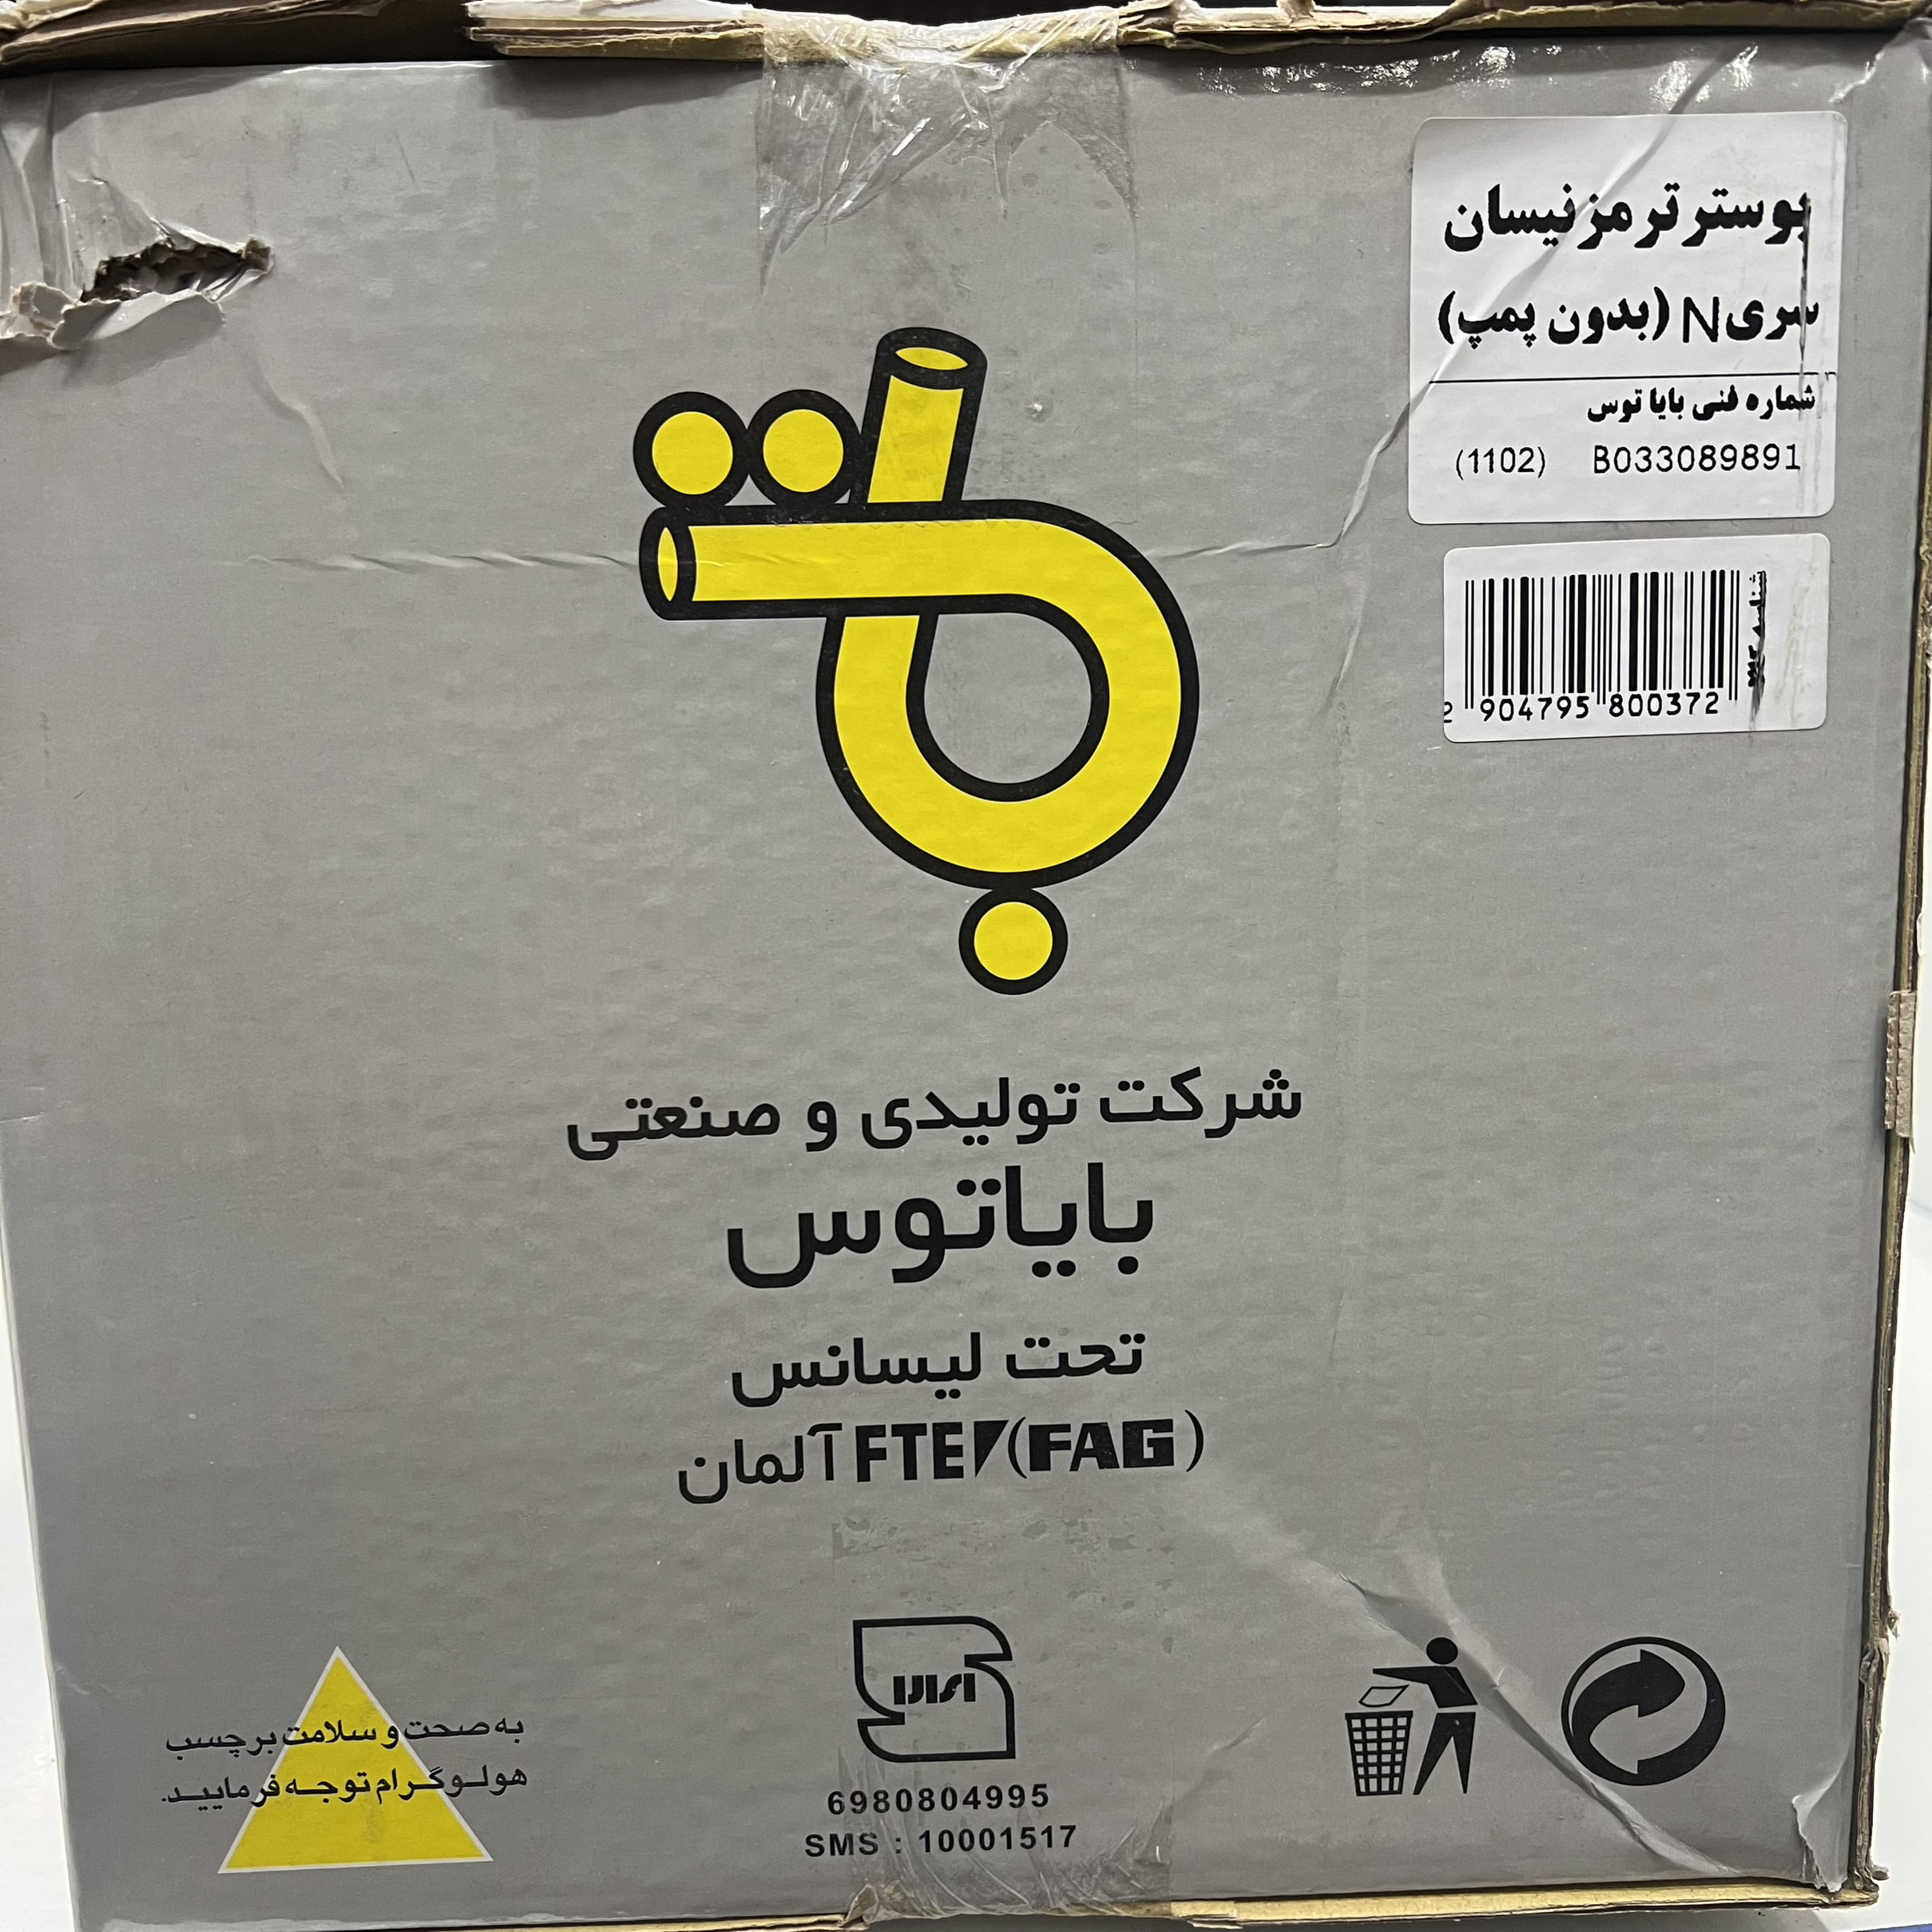 بوستر ترمز نیسان
سری N (بدون پمپ)
شماره فنی بایا توس
B033089891 (1102)
شناسه
2 904795 800372
شرکت تولیدی و صنعتی
بایاتوس
تحت لیسانس
FTE (FAG) آلمان
به صحت و سلامت برچسب
هولوگرام توجه فرمایید.
6980804995
SMS : 10001517